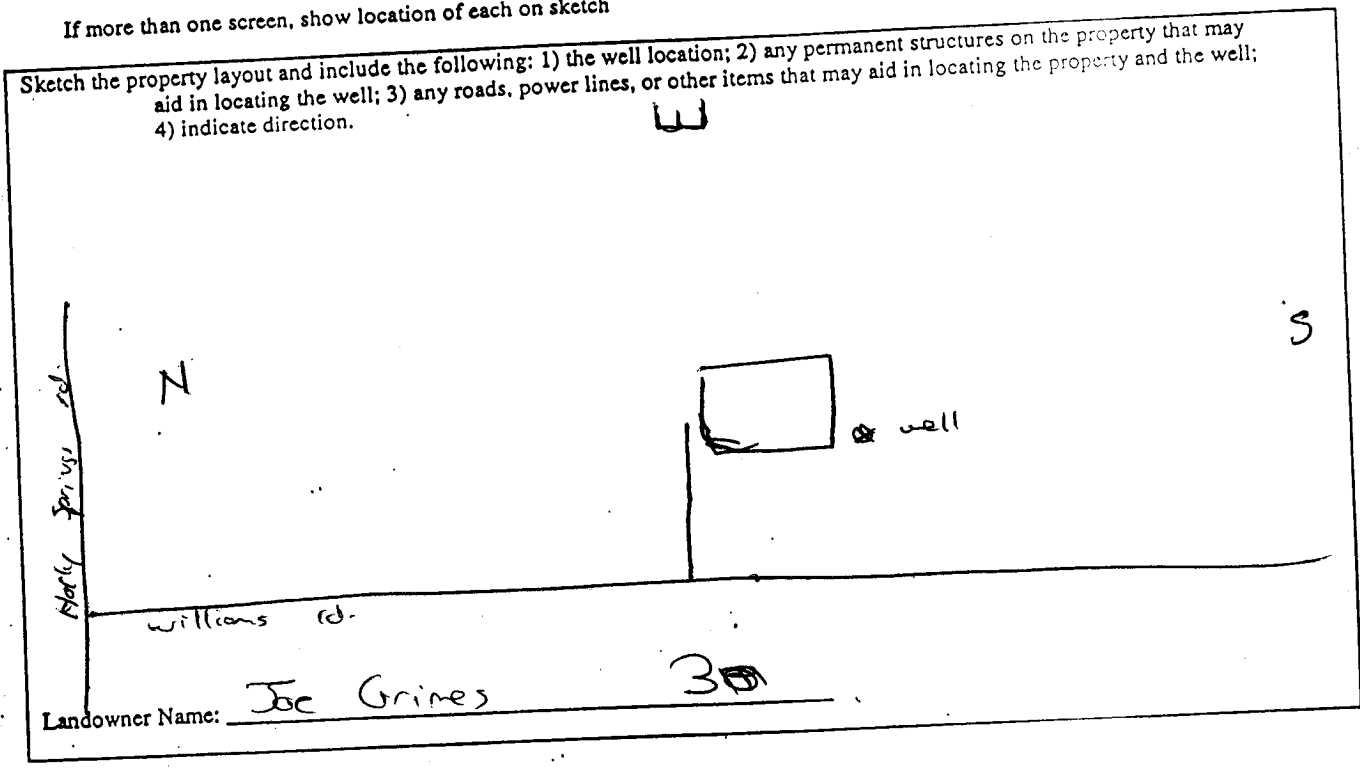 If more than one screen, show location of each on sketch
Sketch the property layout and include the following: 1) the well location; 2) any permanent structures on the property that may
aid in locating the well; 3) any roads, power lines, or other items that may aid in locating the property and the well;
4) indicate direction.
E
S
N
well
Holly Springs rd.
williams rd.
Landowner Name: Joe Grimes